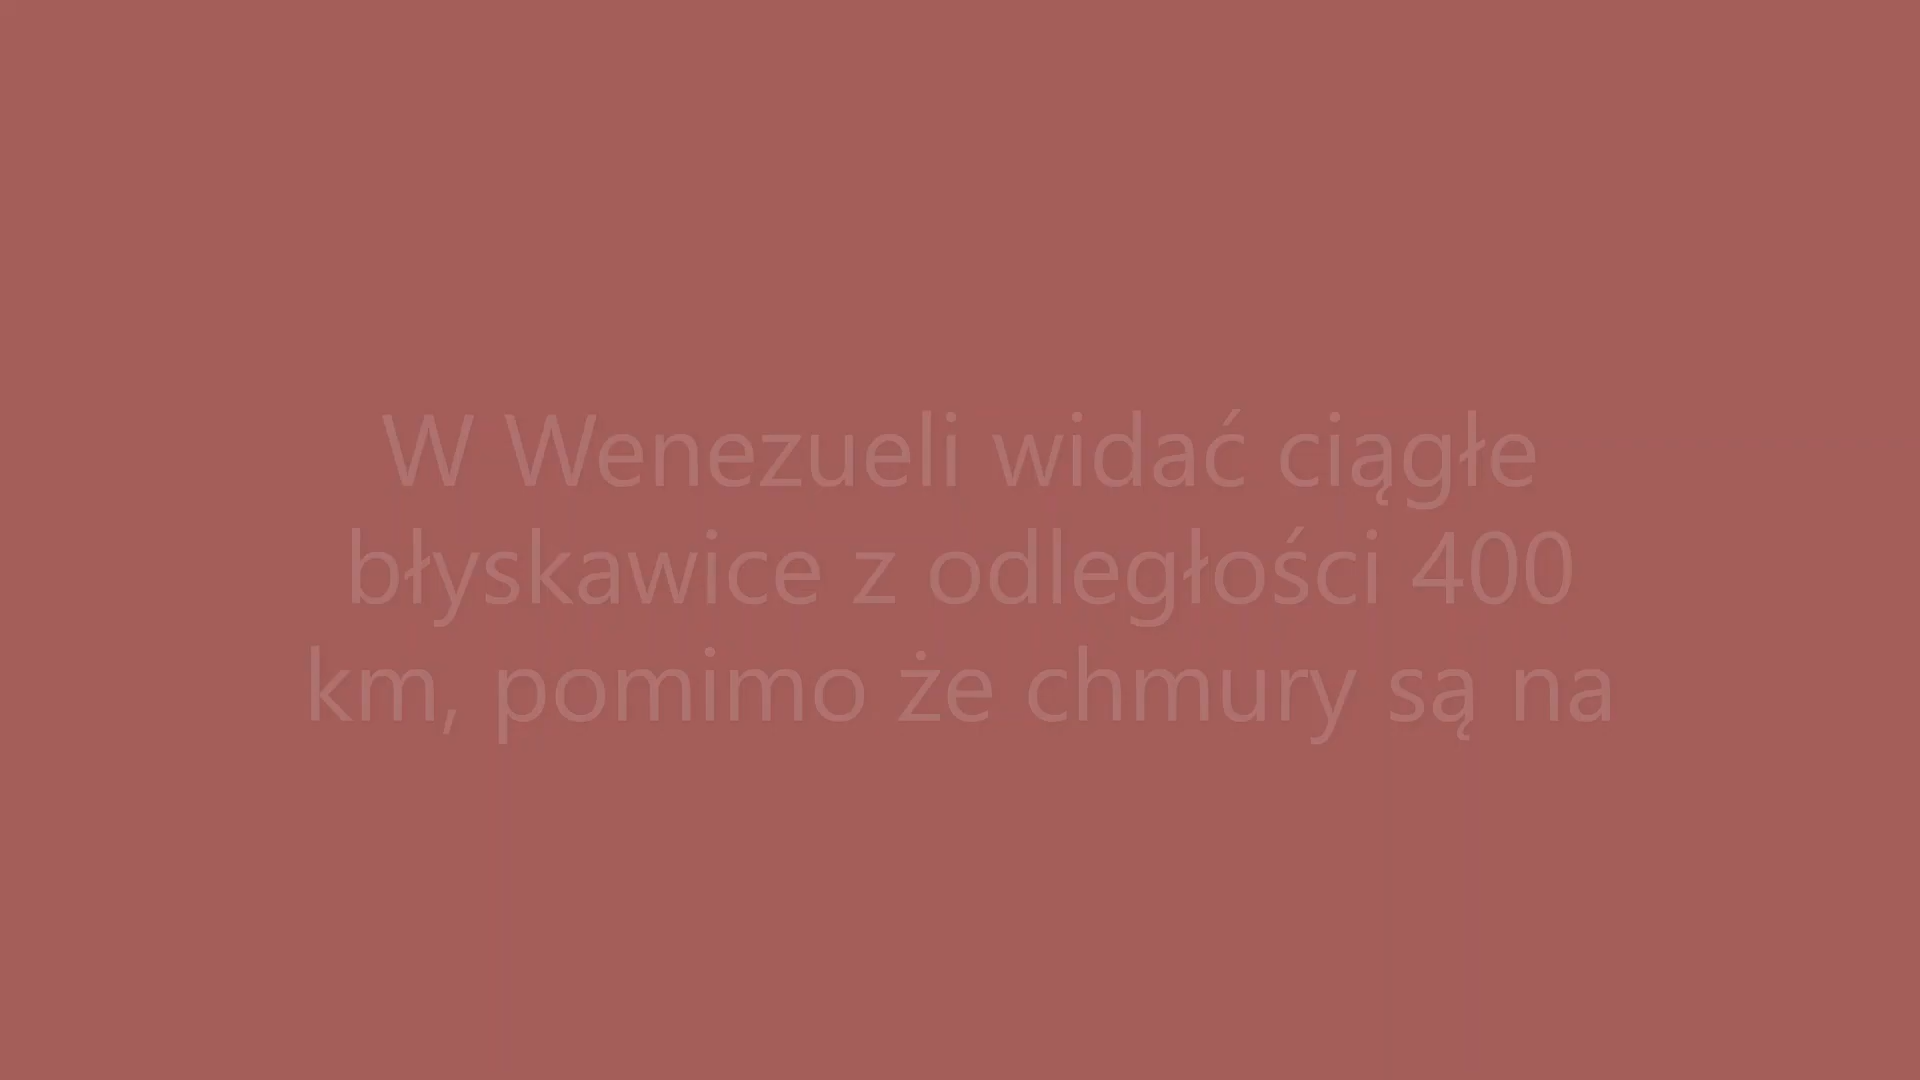 W Wenezueli widać ciągłe
błyskawice z odległości 400
km, pomimo że chmury są na